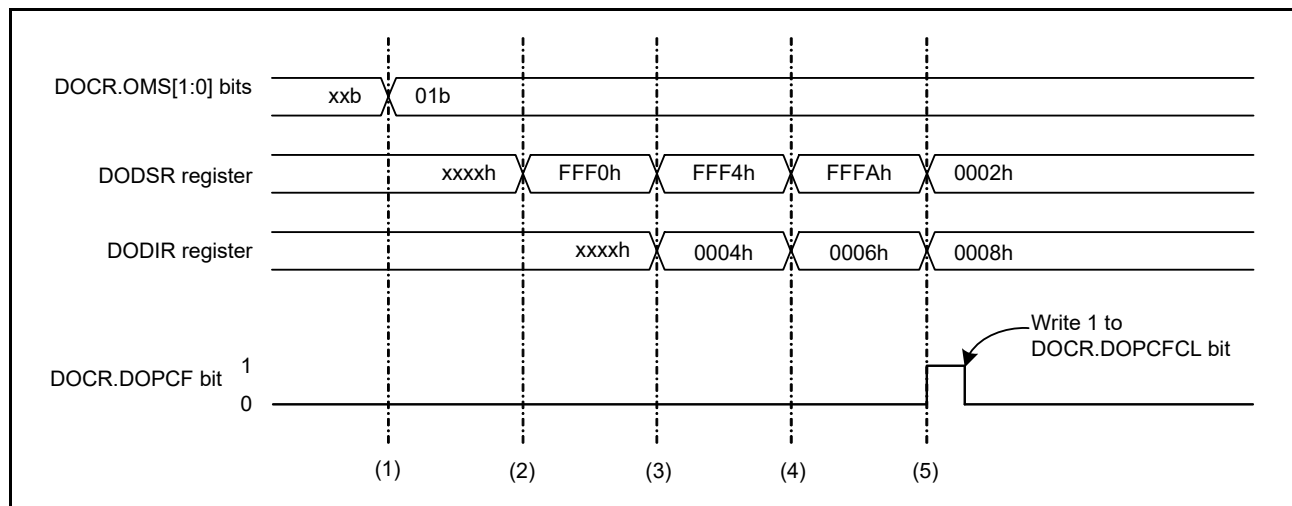 DOCR.OMS[1:0] bits
xxb 01b
DODSR register
xxxxh FFF0h FFF4h FFFAh 0002h
DODIR register
xxxxh 0004h 0006h 0008h
Write 1 to
DOCR.DOPCFCL bit
DOCR.DOPCF bit
1
0
(1) (2) (3) (4) (5)